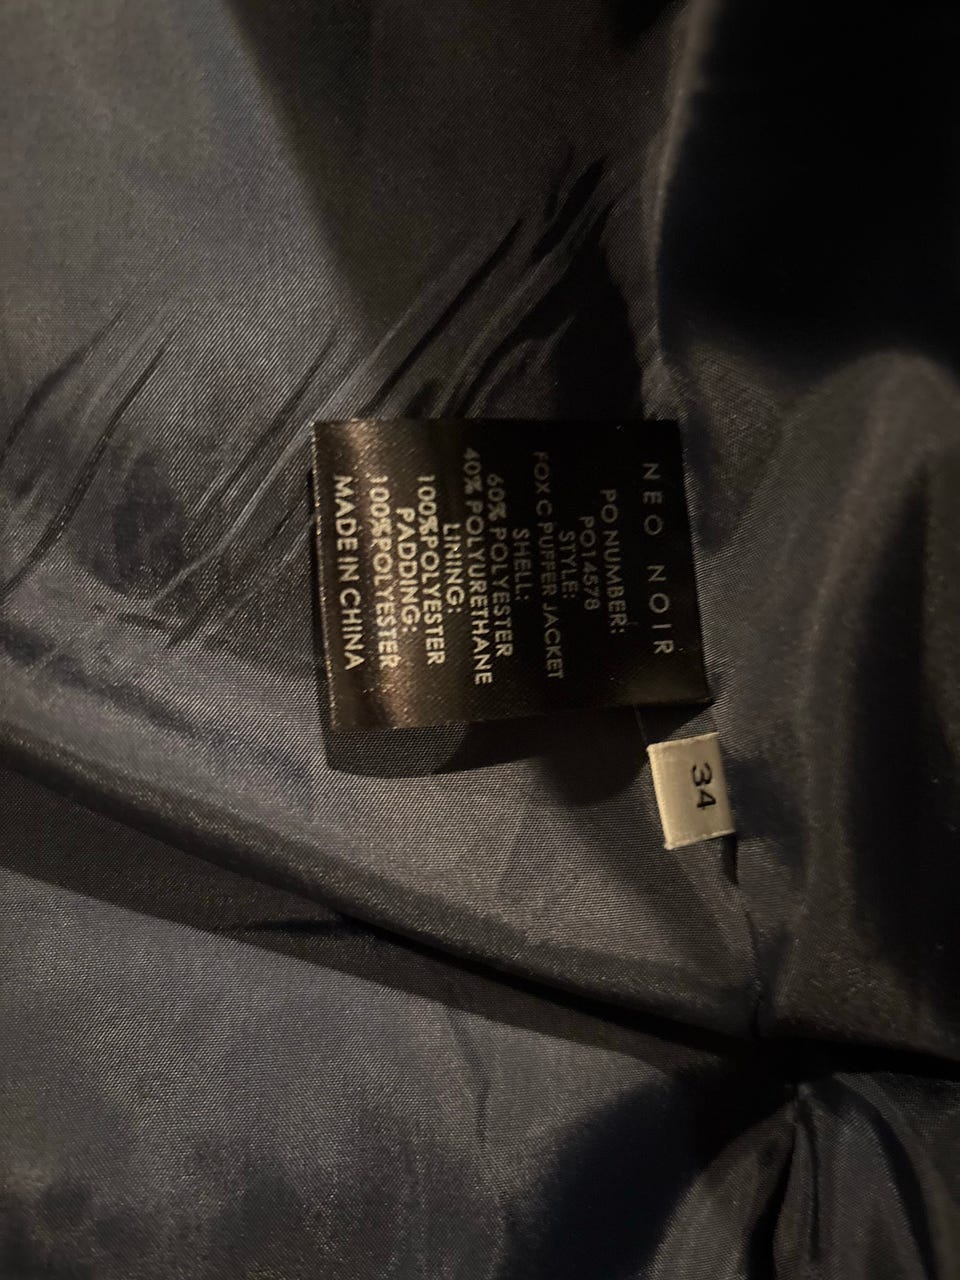 NEO NOIR
PO NUMBER:
PO14578
STYLE:
FOX C PUFFER JACKET
SHELL:
60% POLYESTER
40% POLYURETHANE
LINING:
100%POLYESTER
PADDING:
100%POLYESTER
MADE IN CHINA
34